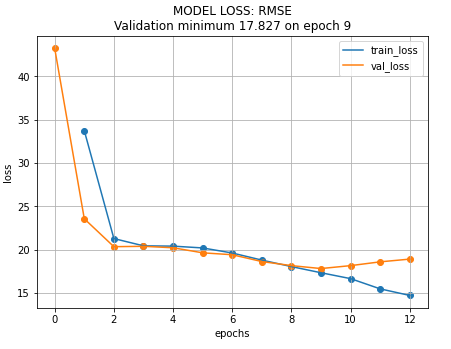 MODEL LOSS: RMSE
Validation minimum 17.827 on epoch 9
train_loss
val_loss
40
35
30
25
20
15
loss
0 2 4 6 8 10 12
epochs